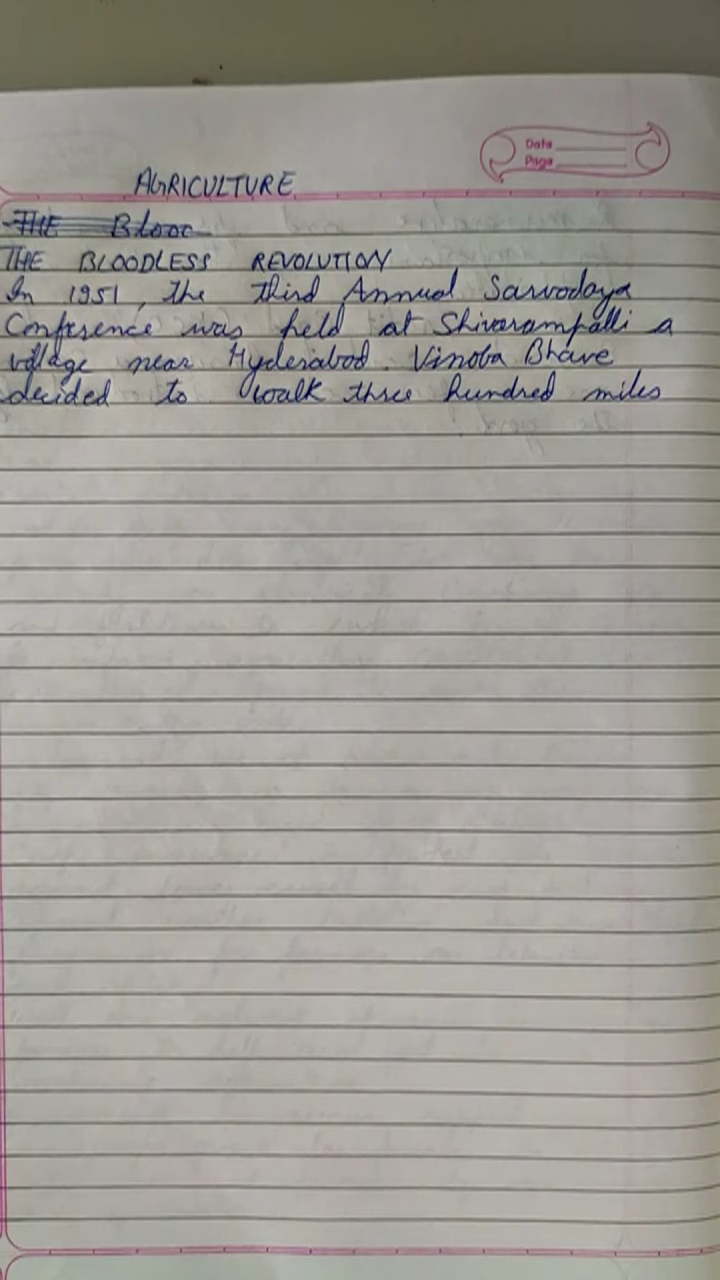 Date
Page
AGRICULTURE
THE Blooc
THE BLOODLESS REVOLUTION
In 1951, the third Annual Sarvodaya
Conference was held at Shivarampalli a
village near Hyderabad. Vinoba Bhave
decided to walk three hundred miles